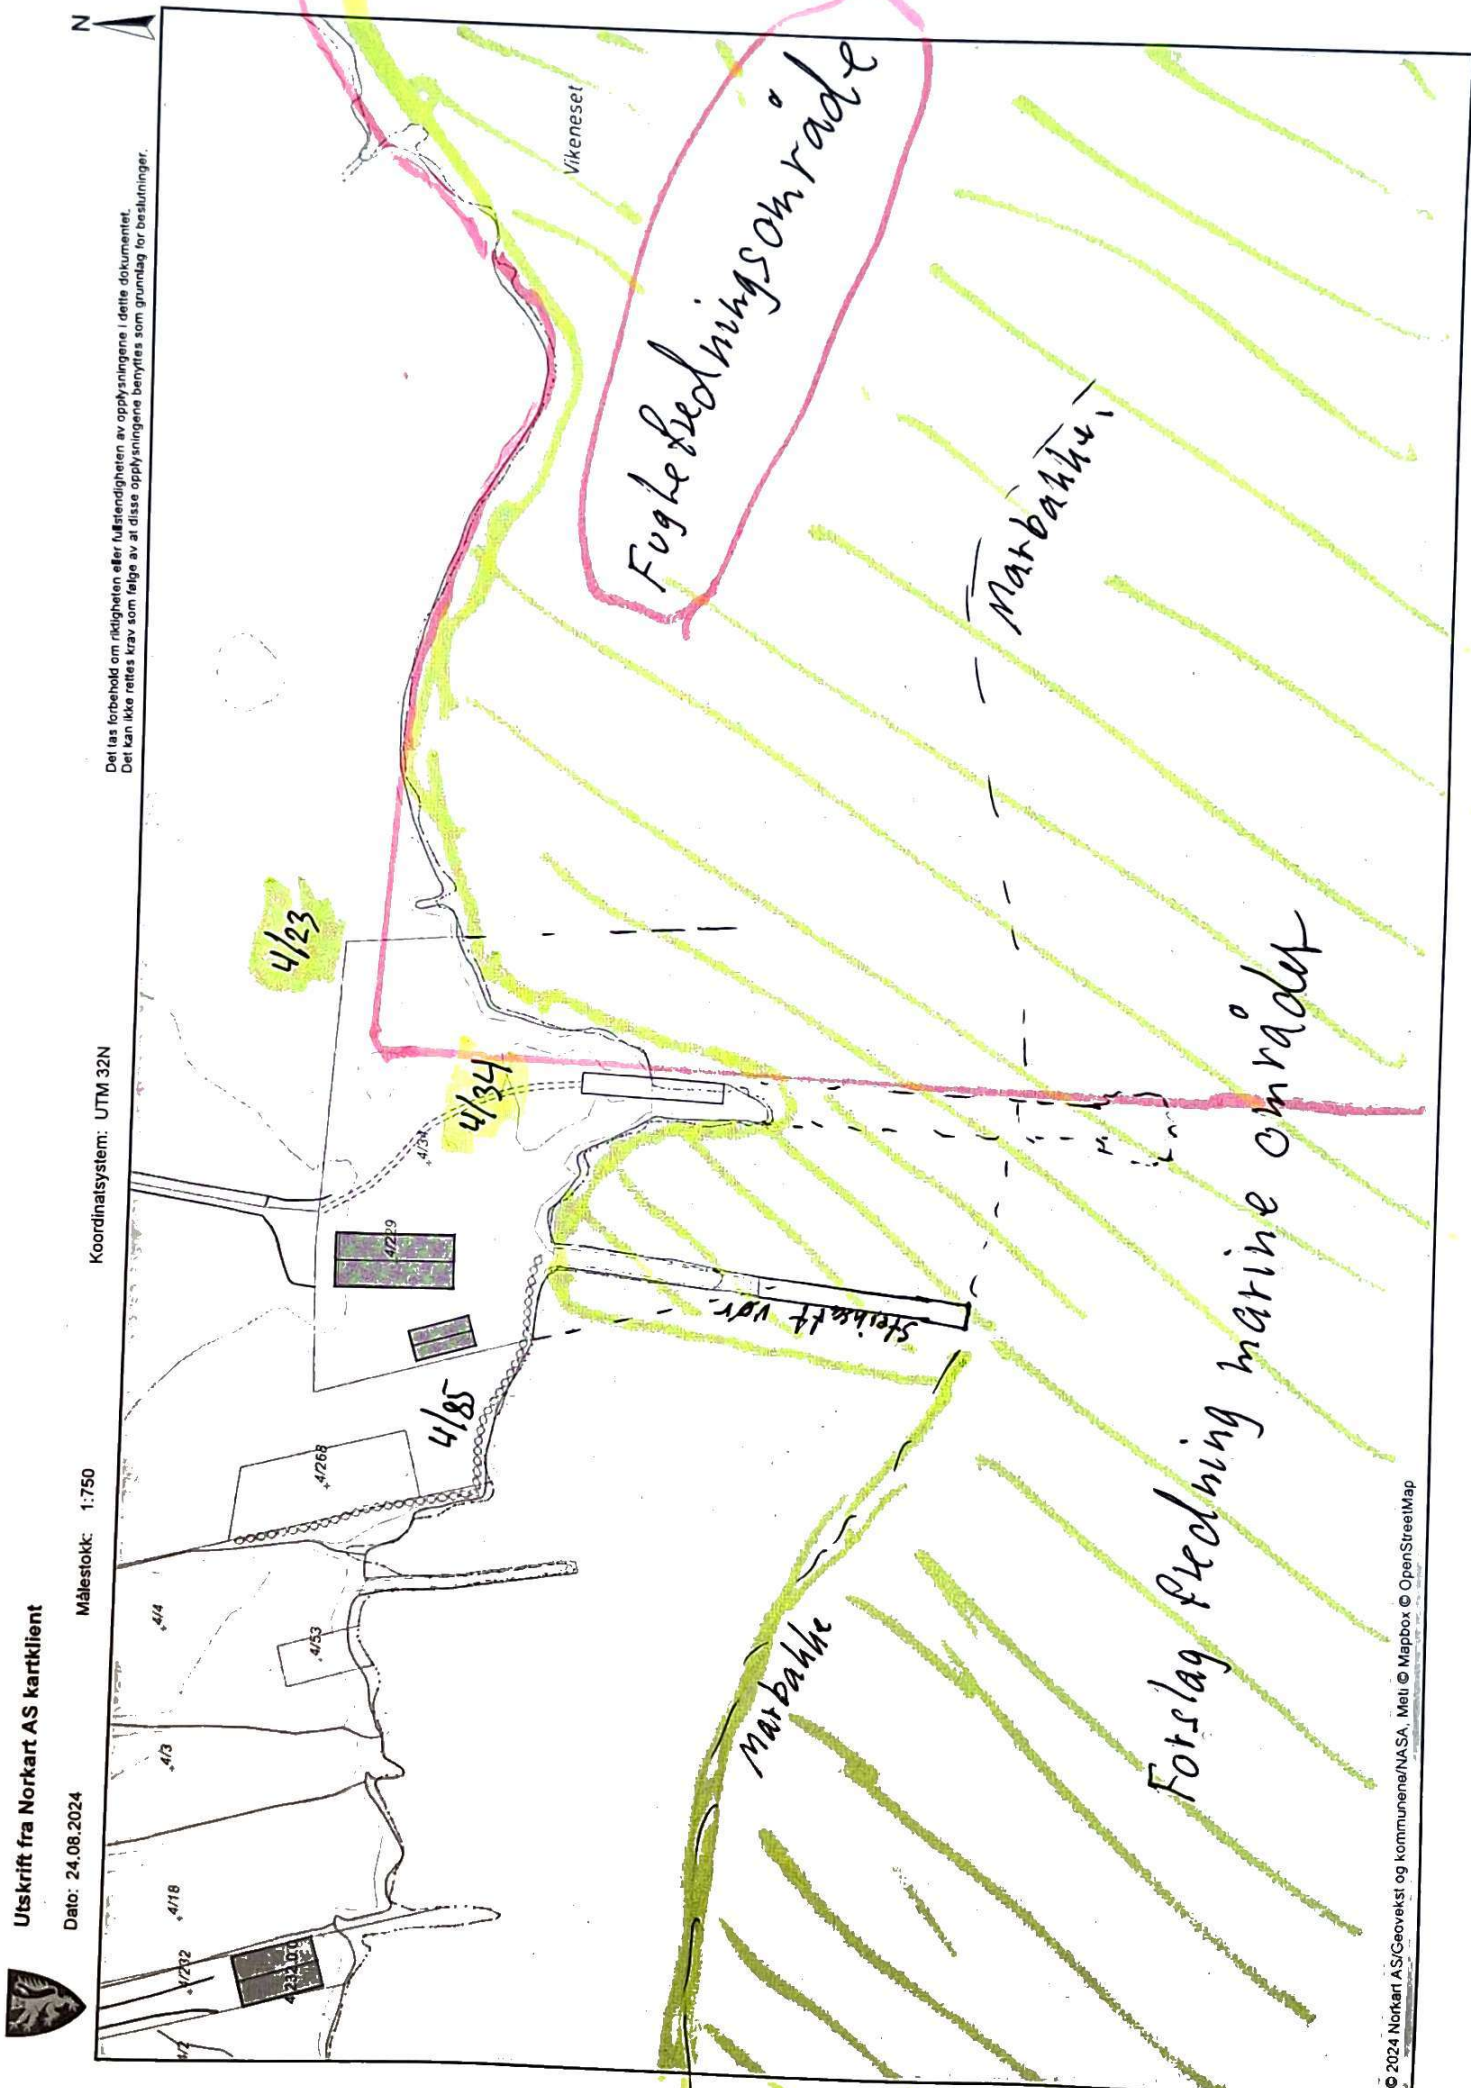 Utskrift fra Norkart AS kartklient
Dato: 24.08.2024
Målestokk: 1:750
Koordinatsystem: UTM 32N
Det tas forbehold om riktigheten eller fullstendigheten av opplysningene i dette dokumentet.
Det kan ikke rettes krav som følge av at disse opplysningene benyttes som grunnlag for beslutninger.
N
4/2
4/232
4/18
4/3
4/4
4/53
4/268
4/85
4/229
4/34
4/34
4/23
Vikeneset
Fuglefredningsområde
Steinsatt vør
Marbakke
Marbakke
Forslag fredning marine områder
© 2024 Norkart AS/Geovekst og kommunene/NASA, Meti © Mapbox © OpenStreetMap